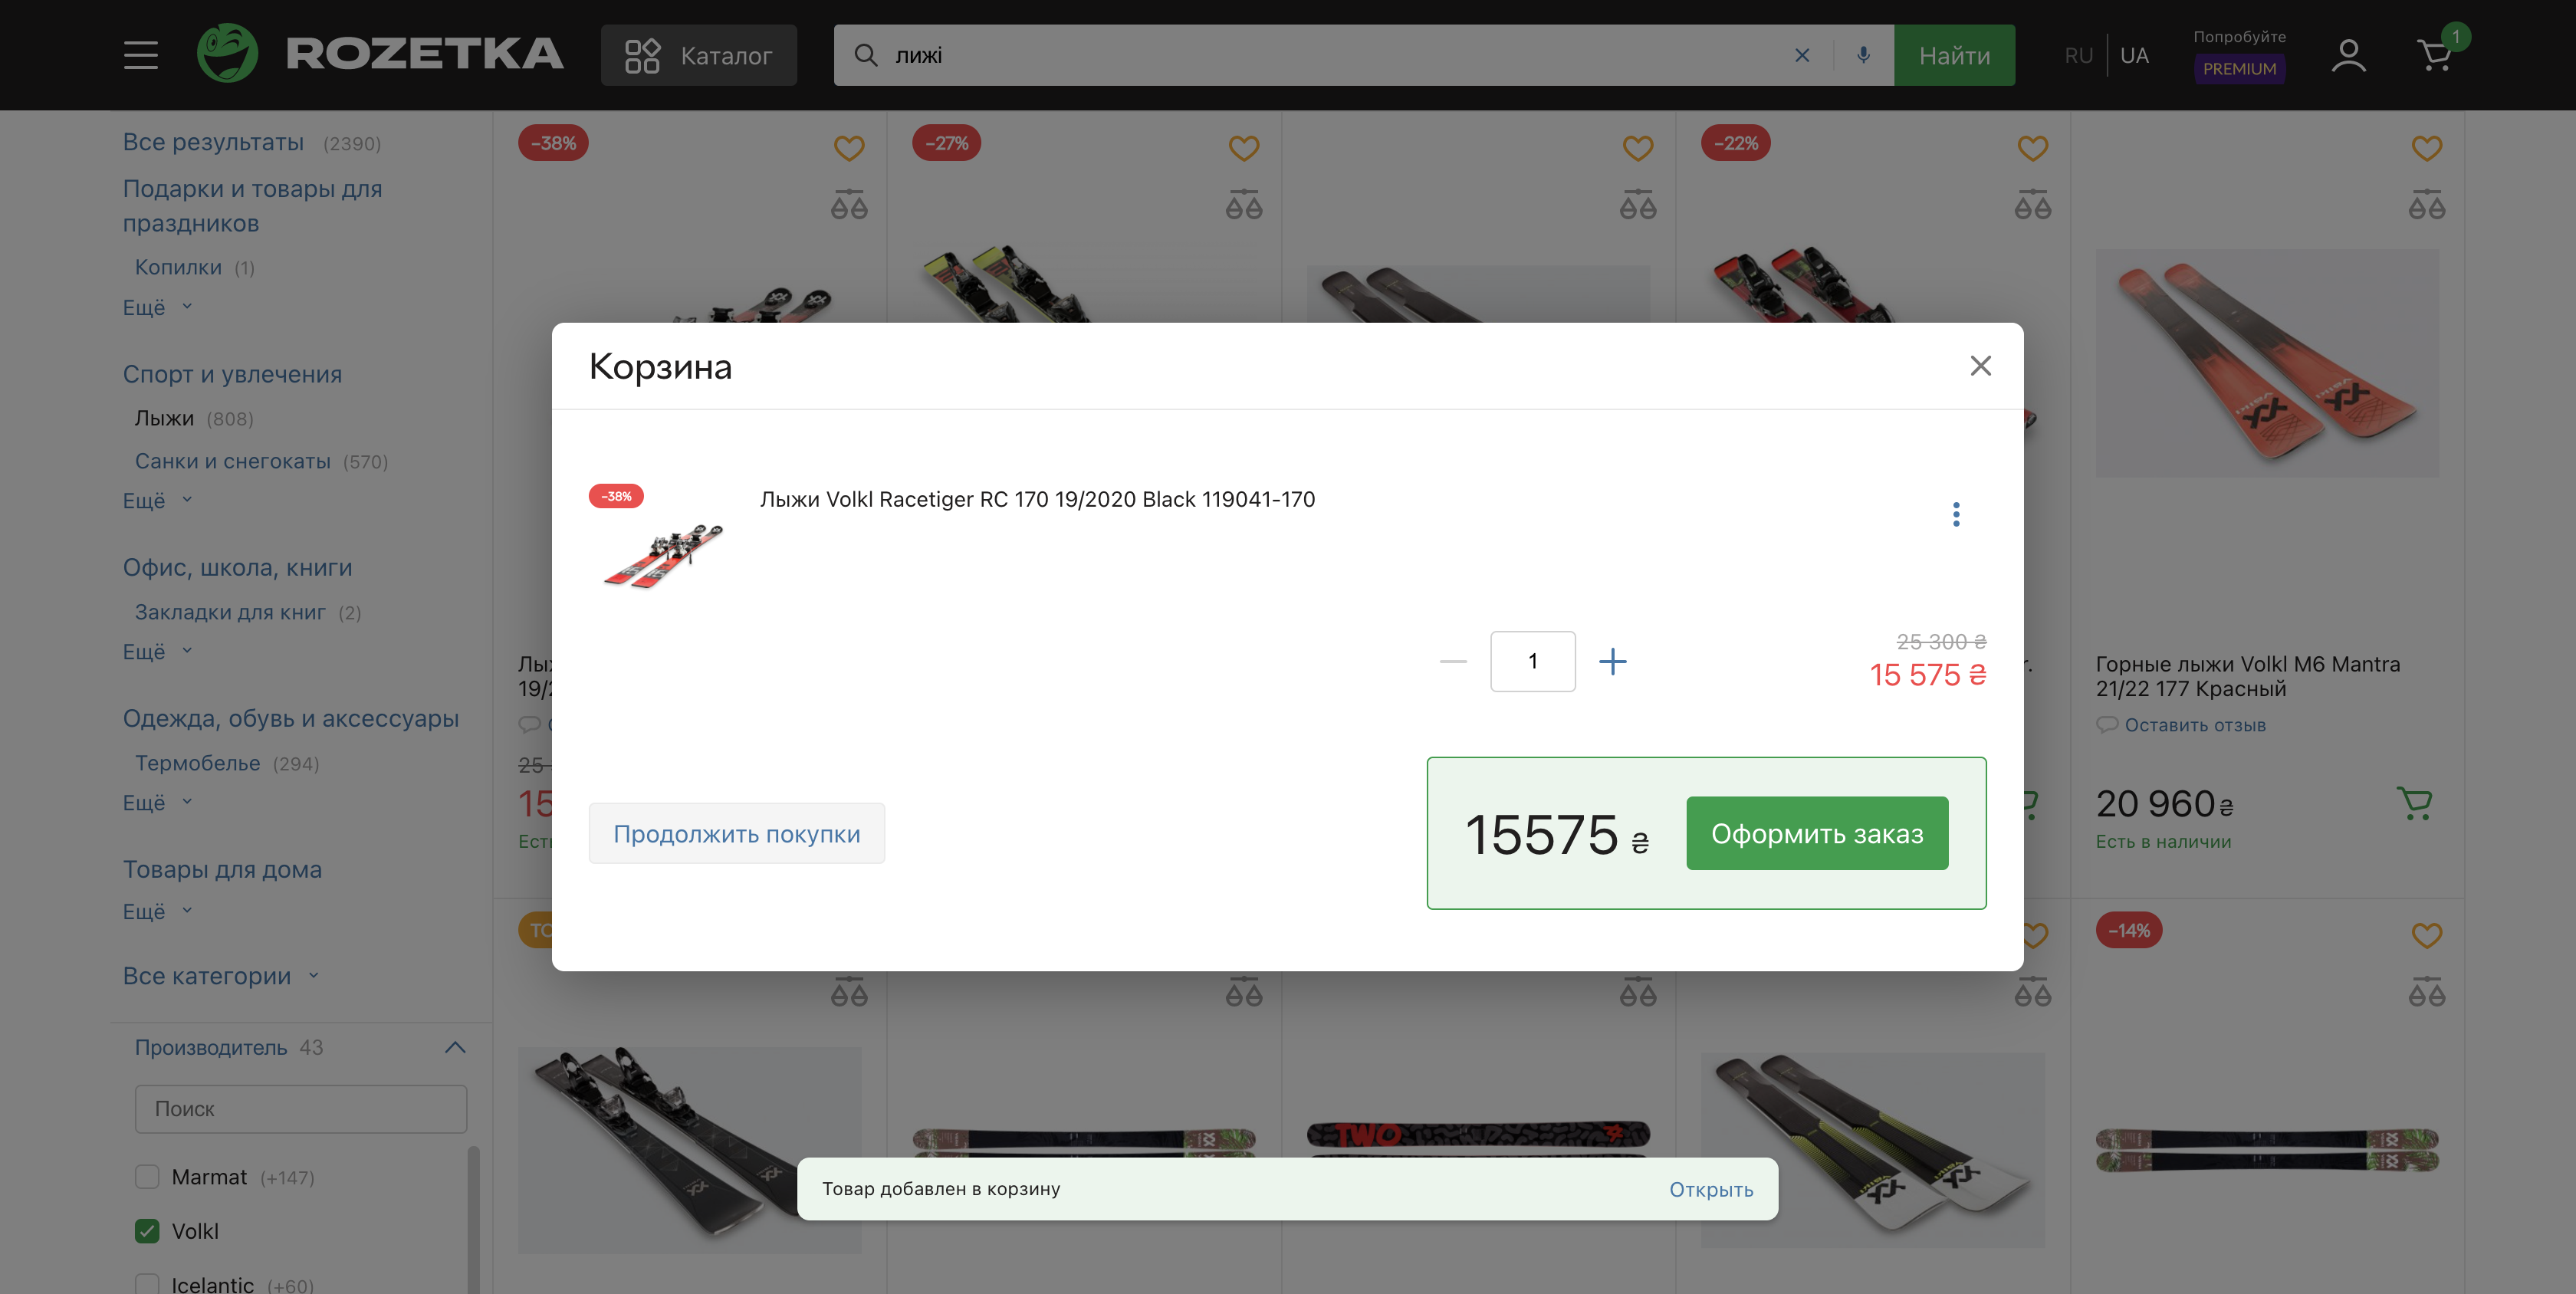 ROZETKA
Каталог
лижі
Найти
RU
UA
Попробуйте
PREMIUM
1
Все результаты (2390)
Подарки и товары для
праздников
Копилки (1)
Ещё
Спорт и увлечения
Лыжи (808)
Санки и снегокаты (570)
Ещё
Офис, школа, книги
Закладки для книг (2)
Ещё
Одежда, обувь и аксессуары
Термобелье (294)
Ещё
Товары для дома
Ещё
Все категории
Производитель 43
Поиск
Marmat (+147)
Volkl
Icelantic (+60)
-38%
-27%
-22%
Корзина
-38%
Лыжи Volkl Racetiger RC 170 19/2020 Black 119041-170
1
25 300 ₴
15 575 ₴
Продолжить покупки
15575 ₴
Оформить заказ
Горные лыжи Volkl M6 Mantra
21/22 177 Красный
Оставить отзыв
20 960 ₴
Есть в наличии
-14%
TWO
Товар добавлен в корзину
Открыть